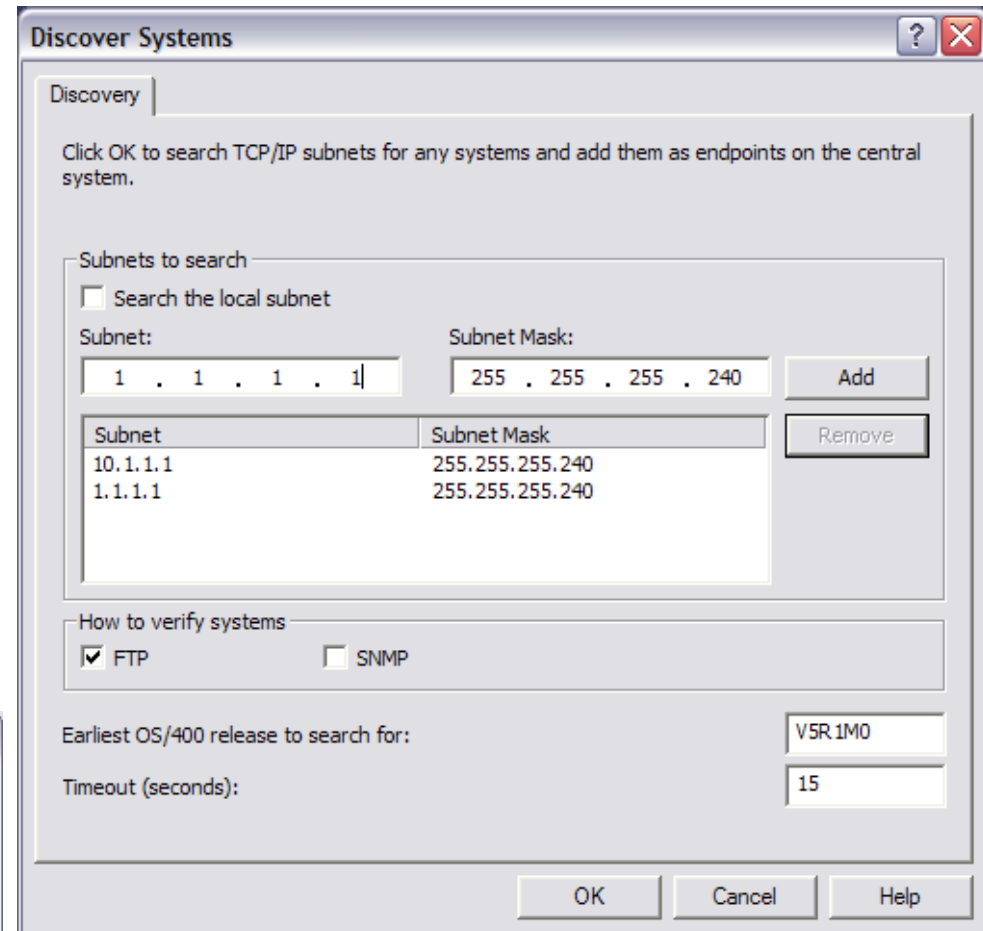 Discover Systems
?
Discovery
Click OK to search TCP/IP subnets for any systems and add them as endpoints on the central
system.
Subnets to search
Search the local subnet
Subnet: Subnet Mask:
1 . 1 . 1 . 1 255 . 255 . 255 . 240 Add
Subnet Subnet Mask Remove
10.1.1.1 255.255.255.240
1.1.1.1 255.255.255.240
How to verify systems
FTP SNMP
Earliest OS/400 release to search for: V5R1M0
Timeout (seconds): 15
OK Cancel Help